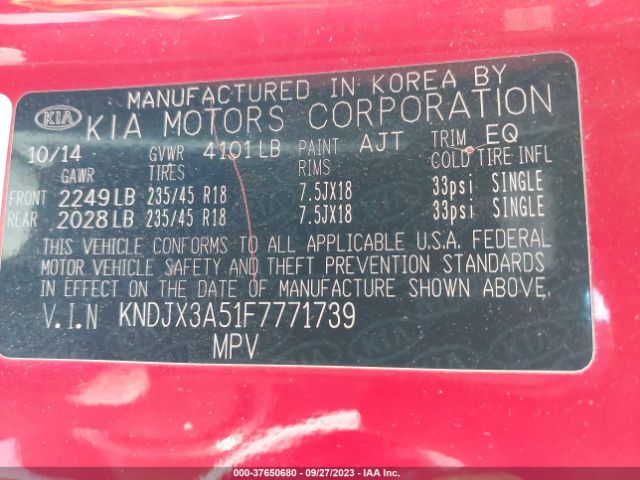 MANUFACTURED IN KOREA BY
KIA KIA MOTORS CORPORATION
10/14 GVWR 4101LB PAINT AJT TRIM EQ
GAWR TIRES RIMS COLD TIRE INFL
FRONT 2249LB 235/45 R18 7.5JX18 33psi SINGLE
REAR 2028LB 235/45 R18 7.5JX18 33psi SINGLE
THIS VEHICLE CONFORMS TO ALL APPLICABLE U.S.A. FEDERAL
MOTOR VEHICLE SAFETY AND THEFT PREVENTION STANDARDS
IN EFFECT ON THE DATE OF MANUFACTURE SHOWN ABOVE.
V.I.N KNDJX3A51F7771739
MPV
000-37650680 - 09/27/2023 - IAA Inc.